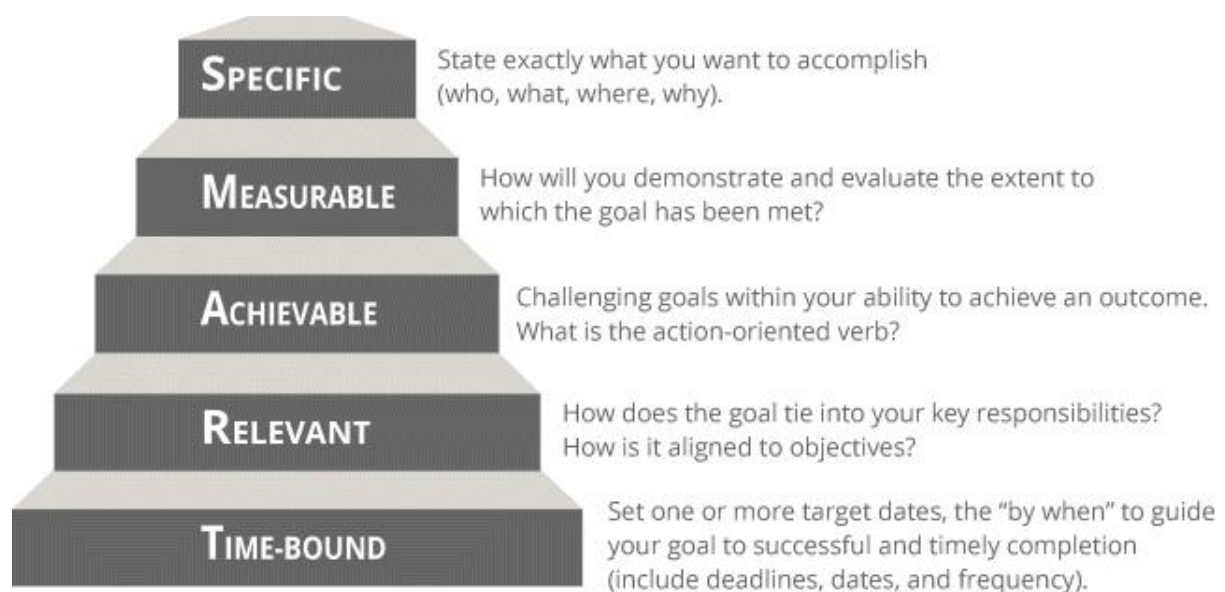 SPECIFIC
State exactly what you want to accomplish
(who, what, where, why).
MEASURABLE
How will you demonstrate and evaluate the extent to
which the goal has been met?
ACHIEVABLE
Challenging goals within your ability to achieve an outcome.
What is the action-oriented verb?
RELEVANT
How does the goal tie into your key responsibilities?
How is it aligned to objectives?
TIME-BOUND
Set one or more target dates, the “by when” to guide
your goal to successful and timely completion
(include deadlines, dates, and frequency).